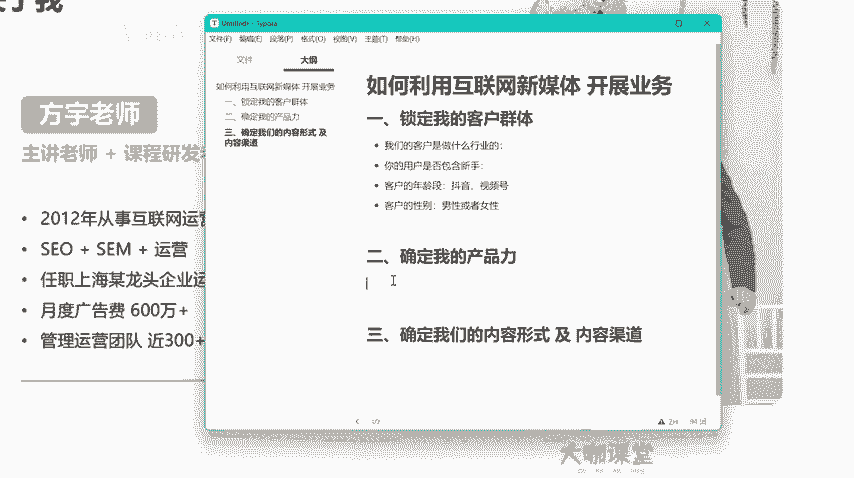 了我
方宇老师
主讲老师 + 课程研发
• 2012年从事互联网运营
• SEO + SEM + 运营
• 任职上海某龙头企业运
• 月度广告费 600万+
• 管理运营团队 近300+
Untitled • - Typora
文件(F) 编辑(E) 段落(P) 格式(O) 视图(V) 主题(T) 帮助(H)
文件 大纲
如何利用互联网新媒体 开展业务
一、锁定我的客户群体
二、确定我的产品力
三、确定我们的内容形式 及
内容渠道
如何利用互联网新媒体 开展业务
一、锁定我的客户群体
• 我们的客户是做什么行业的：
• 你的用户是否包含新手：
• 客户的年龄段：抖音，视频号
• 客户的性别：男性或者女性
二、确定我的产品力
三、确定我们的内容形式 及 内容渠道
大咖课堂